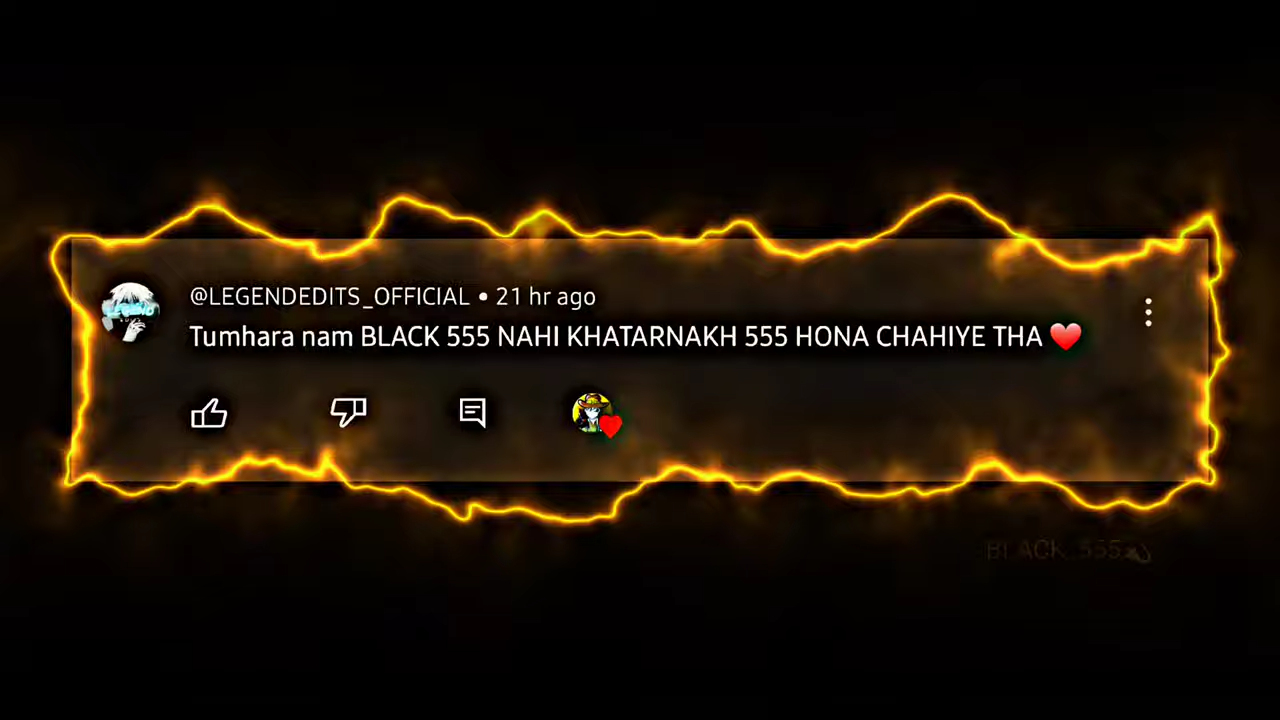 @LEGENDEDITS_OFFICIAL • 21 hr ago
Tumhara nam BLACK 555 NAHI KHATARNAKH 555 HONA CHAHIYE THA ❤️
BLACK 555